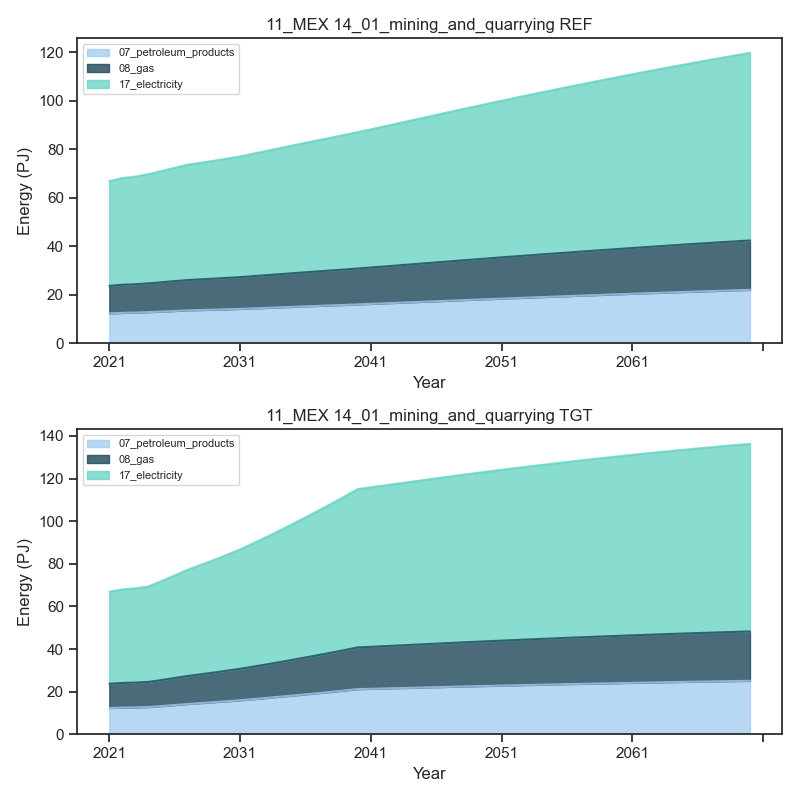 11_MEX 14_01_mining_and_quarrying REF
07_petroleum_products
08_gas
17_electricity
Energy (PJ)
120
100
80
60
40
20
0
2021 2031 2041 2051 2061
Year
11_MEX 14_01_mining_and_quarrying TGT
07_petroleum_products
08_gas
17_electricity
Energy (PJ)
140
120
100
80
60
40
20
0
2021 2031 2041 2051 2061
Year